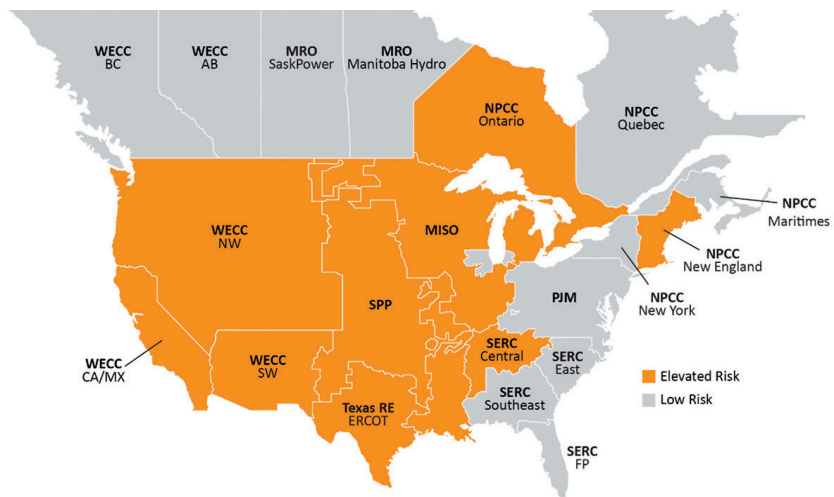 WECC
BC
WECC
AB
MRO
SaskPower
MRO
Manitoba Hydro
NPCC
Ontario
NPCC
Quebec
NPCC
Maritimes
WECC
NW
MISO
NPCC
New England
SPP
PJM
NPCC
New York
WECC
CA/MX
WECC
SW
SERC
Central
SERC
East
Texas RE
ERCOT
SERC
Southeast
SERC
FP
Elevated Risk
Low Risk